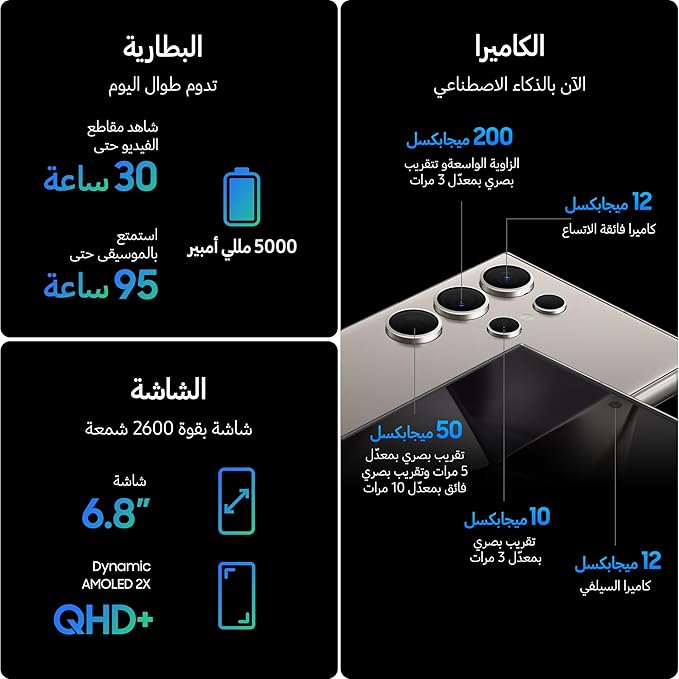 الكاميرا
الآن بالذكاء الاصطناعي
200 ميجابكسل
الزاوية الواسعةو تتقريب
بصري بمعدّل 3 مرات
12 ميجابكسل
كاميرا فائقة الاتساع
50 ميجابكسل
تقريب بصري بمعدّل
5 مرات وتقريب بصري
فائق بمعدّل 10 مرات
10 ميجابكسل
تقريب بصري
بمعدّل 3 مرات
12 ميجابكسل
كاميرا السيلفي
البطارية
تدوم طوال اليوم
شاهد مقاطع
الفيديو حتى
30 ساعة
استمتع
بالموسيقى حتى
95 ساعة
5000 مللي أمبير
الشاشة
شاشة بقوة 2600 شمعة
شاشة
6.8”
Dynamic
AMOLED 2X
QHD+